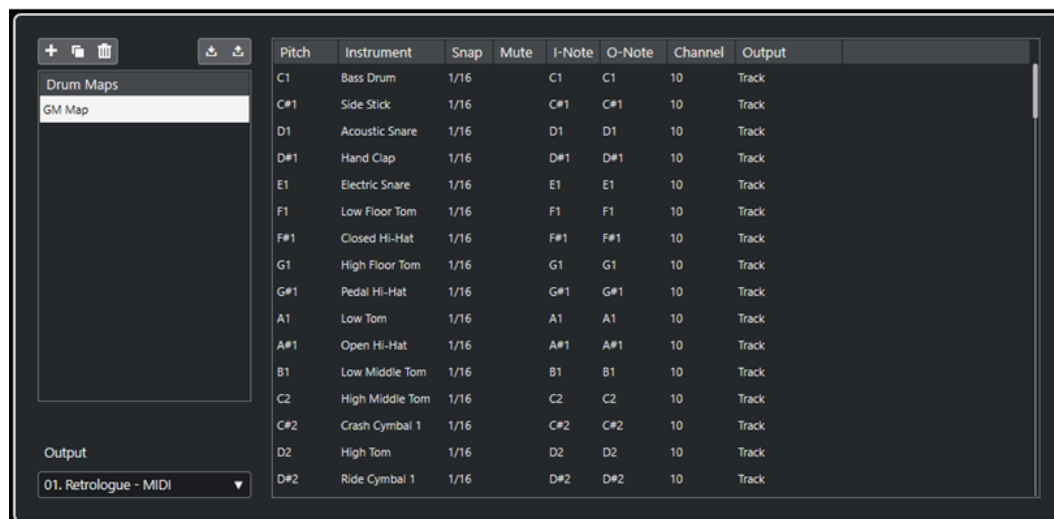 Drum Maps
GM Map
Output
01. Retrologue - MIDI
Pitch Instrument Snap Mute I-Note O-Note Channel Output
C1 Bass Drum 1/16 C1 C1 10 Track
C#1 Side Stick 1/16 C#1 C#1 10 Track
D1 Acoustic Snare 1/16 D1 D1 10 Track
D#1 Hand Clap 1/16 D#1 D#1 10 Track
E1 Electric Snare 1/16 E1 E1 10 Track
F1 Low Floor Tom 1/16 F1 F1 10 Track
F#1 Closed Hi-Hat 1/16 F#1 F#1 10 Track
G1 High Floor Tom 1/16 G1 G1 10 Track
G#1 Pedal Hi-Hat 1/16 G#1 G#1 10 Track
A1 Low Tom 1/16 A1 A1 10 Track
A#1 Open Hi-Hat 1/16 A#1 A#1 10 Track
B1 Low Middle Tom 1/16 B1 B1 10 Track
C2 High Middle Tom 1/16 C2 C2 10 Track
C#2 Crash Cymbal 1 1/16 C#2 C#2 10 Track
D2 High Tom 1/16 D2 D2 10 Track
D#2 Ride Cymbal 1 1/16 D#2 D#2 10 Track